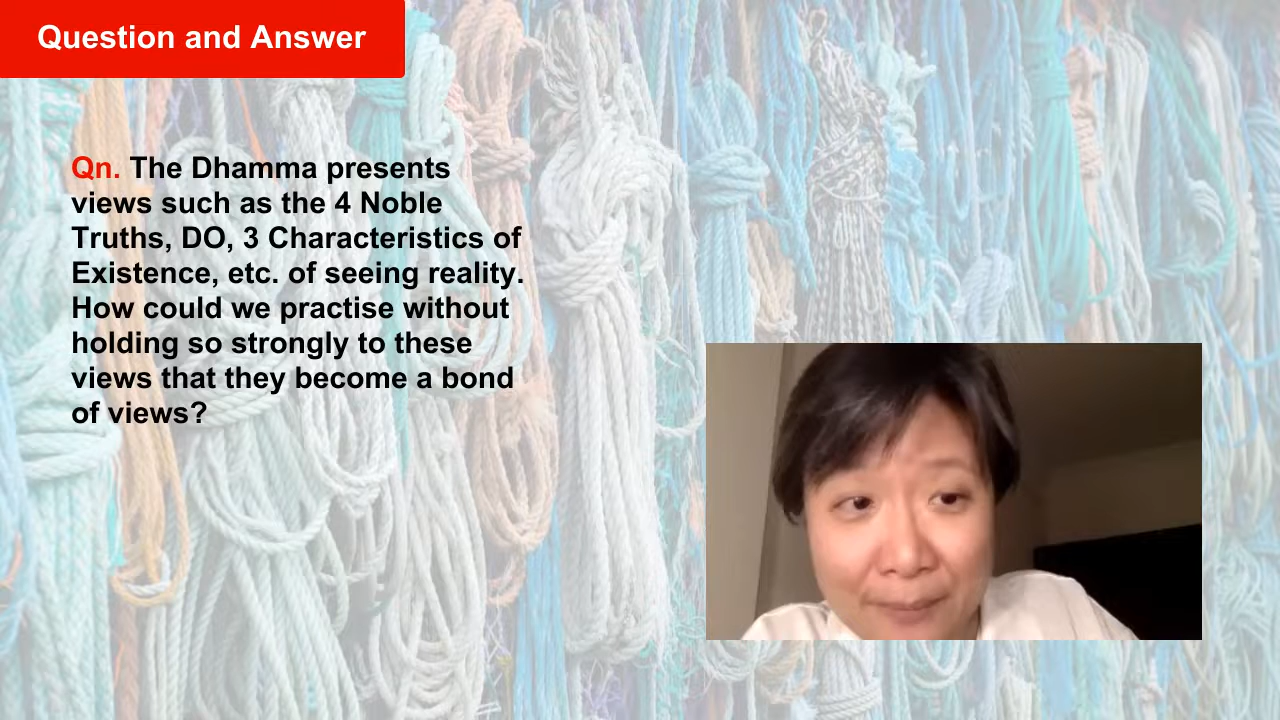 Question and Answer
Qn. The Dhamma presents
views such as the 4 Noble
Truths, DO, 3 Characteristics of
Existence, etc. of seeing reality.
How could we practise without
holding so strongly to these
views that they become a bond
of views?